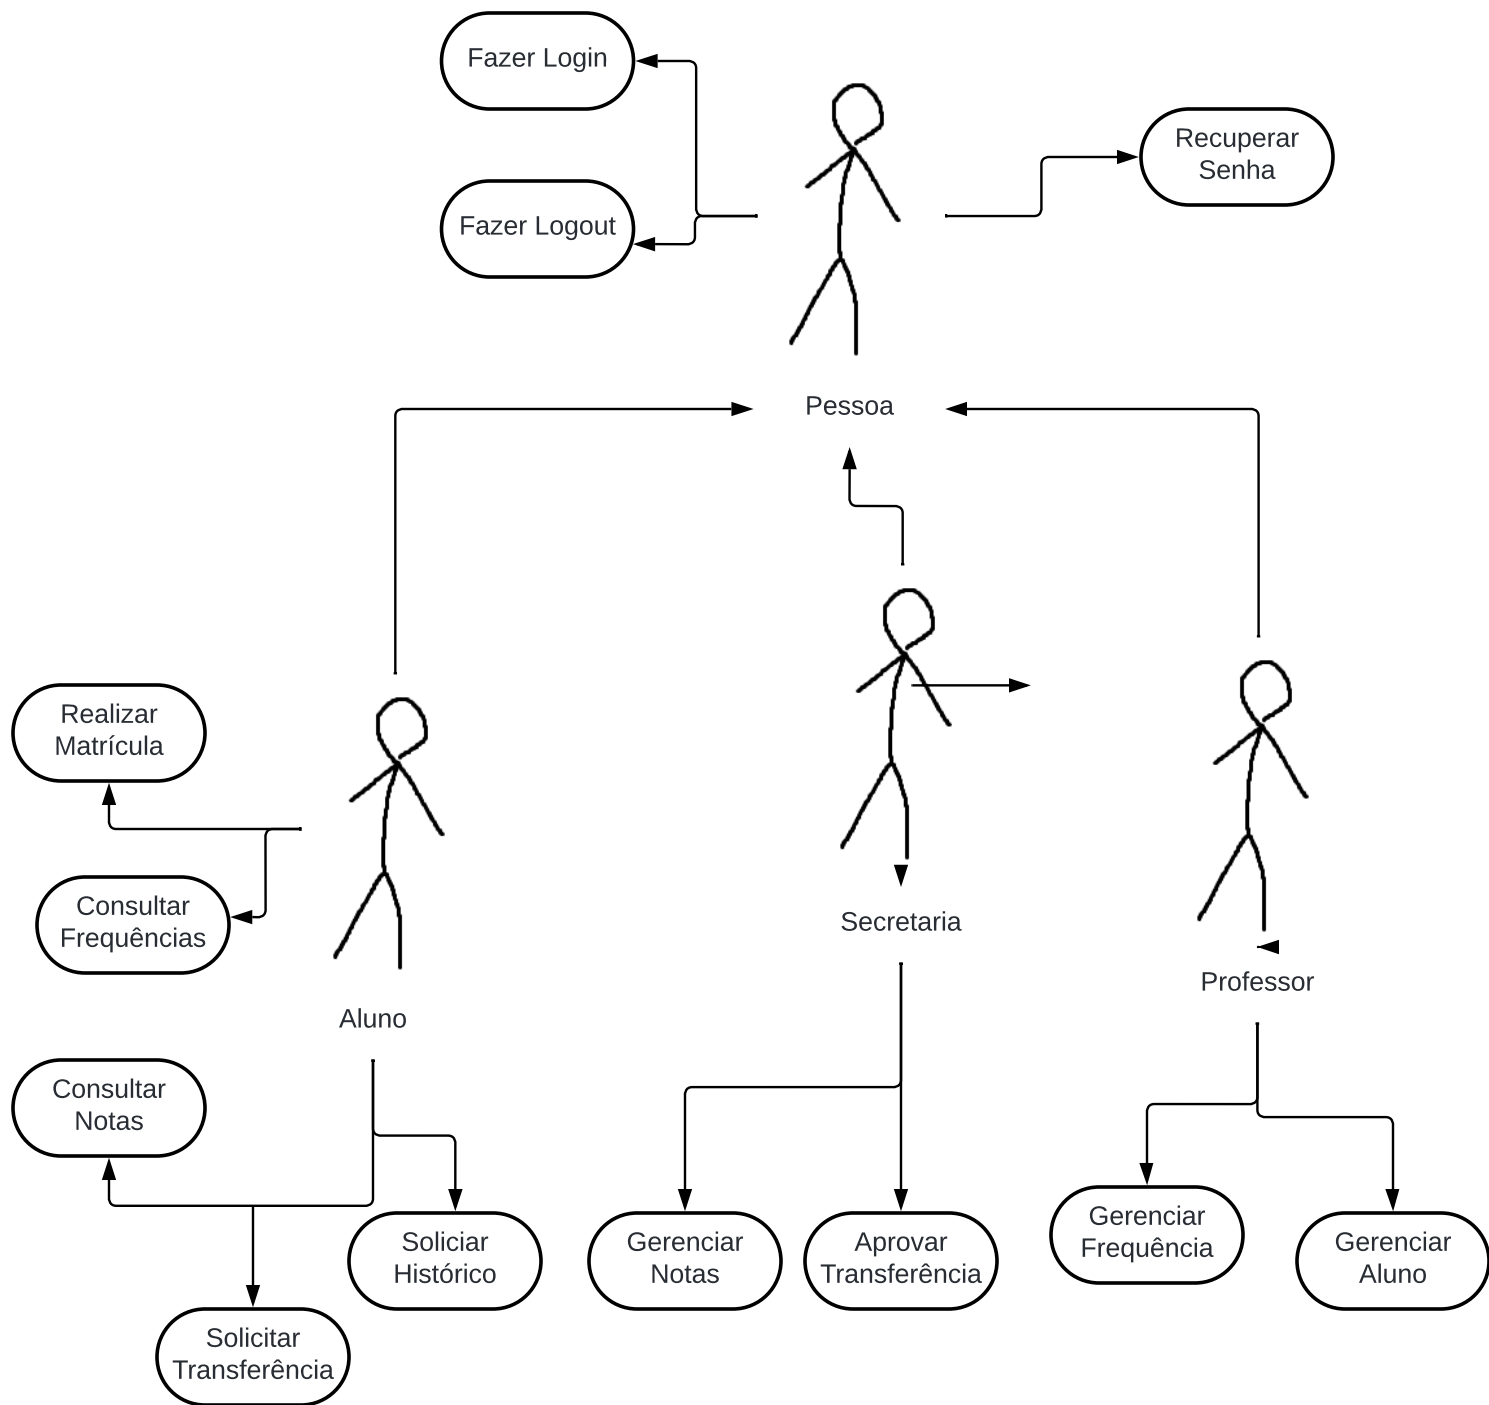 Fazer Login
Recuperar
Senha
Fazer Logout
Pessoa
Realizar
Matrícula
Consultar
Frequências
Secretaria
Professor
Aluno
Consultar
Notas
Soliciar
Histórico
Gerenciar
Notas
Aprovar
Transferência
Gerenciar
Frequência
Gerenciar
Aluno
Solicitar
Transferência